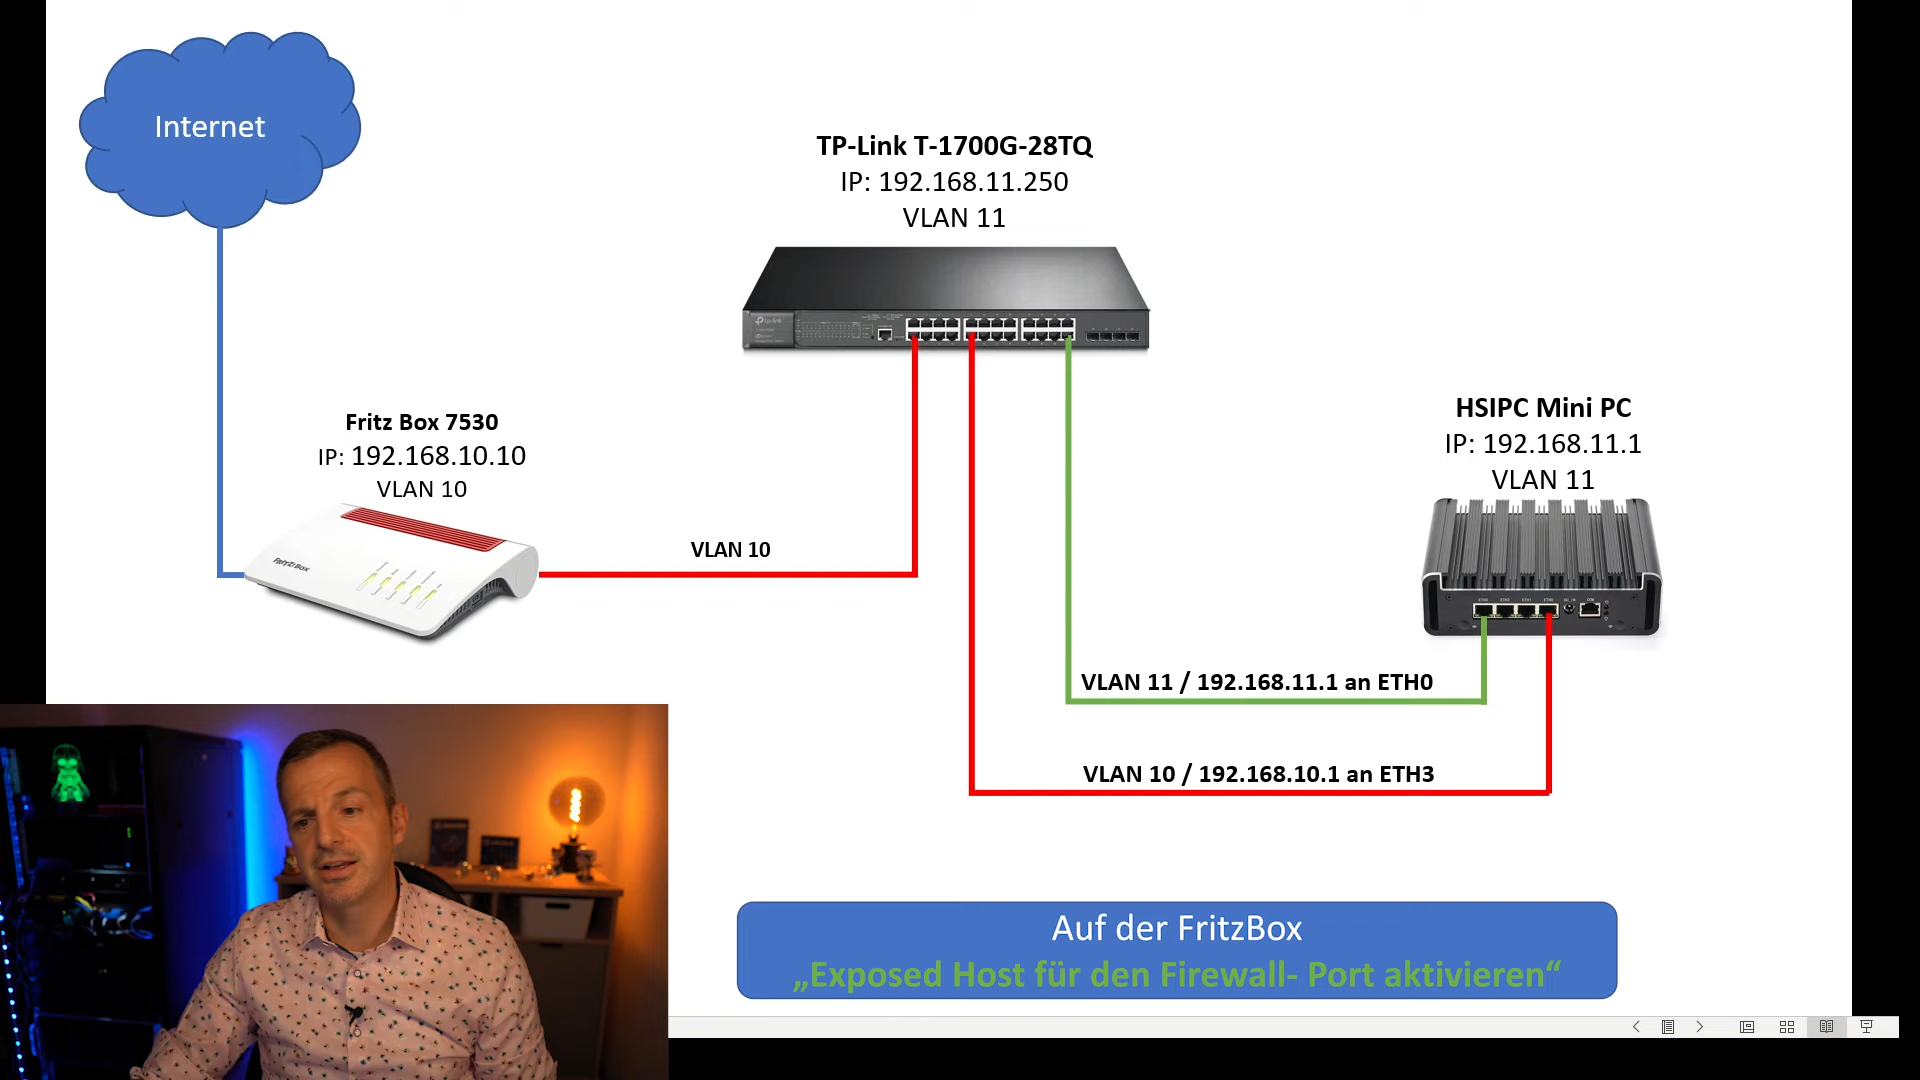 Internet
TP-Link T-1700G-28TQ
IP: 192.168.11.250
VLAN 11
Fritz Box 7530
IP: 192.168.10.10
VLAN 10
HSIPC Mini PC
IP: 192.168.11.1
VLAN 11
FRITZ!Box
VLAN 10
VLAN 11 / 192.168.11.1 an ETH0
VLAN 10 / 192.168.10.1 an ETH3
Auf der FritzBox
„Exposed Host für den Firewall- Port aktivieren“